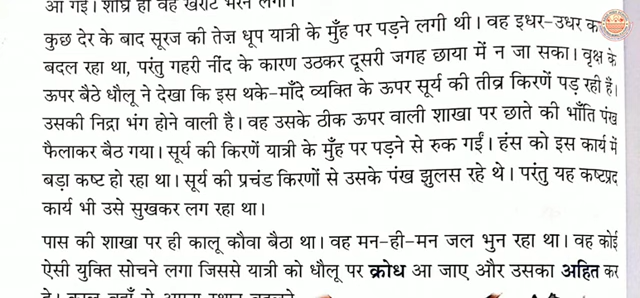 आ गई। शीघ्र ही वह खर्राटे भरने लगा।
कुछ देर के बाद सूरज की तेज़ धूप यात्री के मुँह पर पड़ने लगी थी। वह इधर-उधर
बदल रहा था, परंतु गहरी नींद के कारण उठकर दूसरी जगह छाया में न जा सका। वृक्ष के
ऊपर बैठे धौलू ने देखा कि इस थके-माँदे व्यक्ति के ऊपर सूर्य की तीव्र किरणें पड़ रही हैं।
उसकी निद्रा भंग होने वाली है। वह उसके ठीक ऊपर वाली शाखा पर छाते की भाँति पंख
फैलाकर बैठ गया। सूर्य की किरणें यात्री के मुँह पर पड़ने से रुक गईं। हंस को इस कार्य में
बड़ा कष्ट हो रहा था। सूर्य की प्रचंड किरणों से उसके पंख झुलस रहे थे। परंतु यह कष्टप्रद
कार्य भी उसे सुखकर लग रहा था।
पास की शाखा पर ही कालू कौवा बैठा था। वह मन-ही-मन जल भुन रहा था। वह कोई
ऐसी युक्ति सोचने लगा जिससे यात्री को धौलू पर क्रोध आ जाए और उसका अहित कर